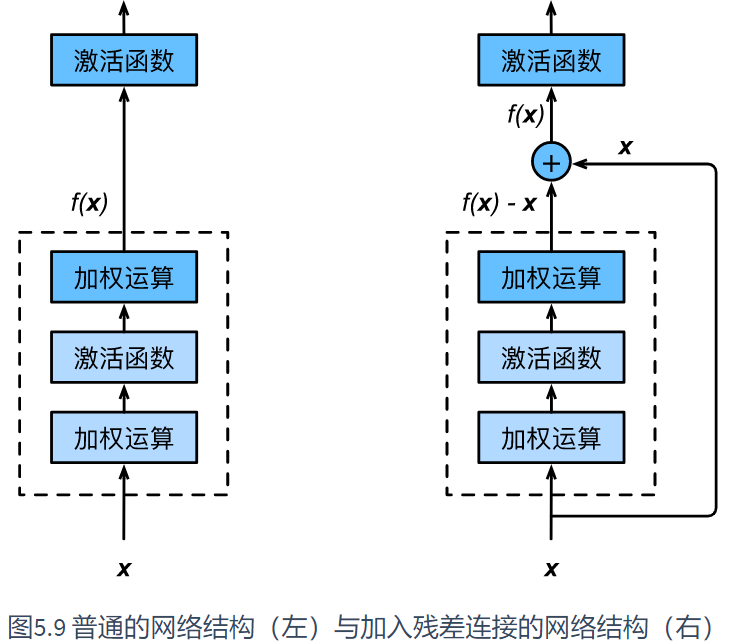 激活函数
f(x)
加权运算
激活函数
加权运算
x
激活函数
f(x)
x
+
f(x) - x
加权运算
激活函数
加权运算
x
图5.9 普通的网络结构（左）与加入残差连接的网络结构（右）